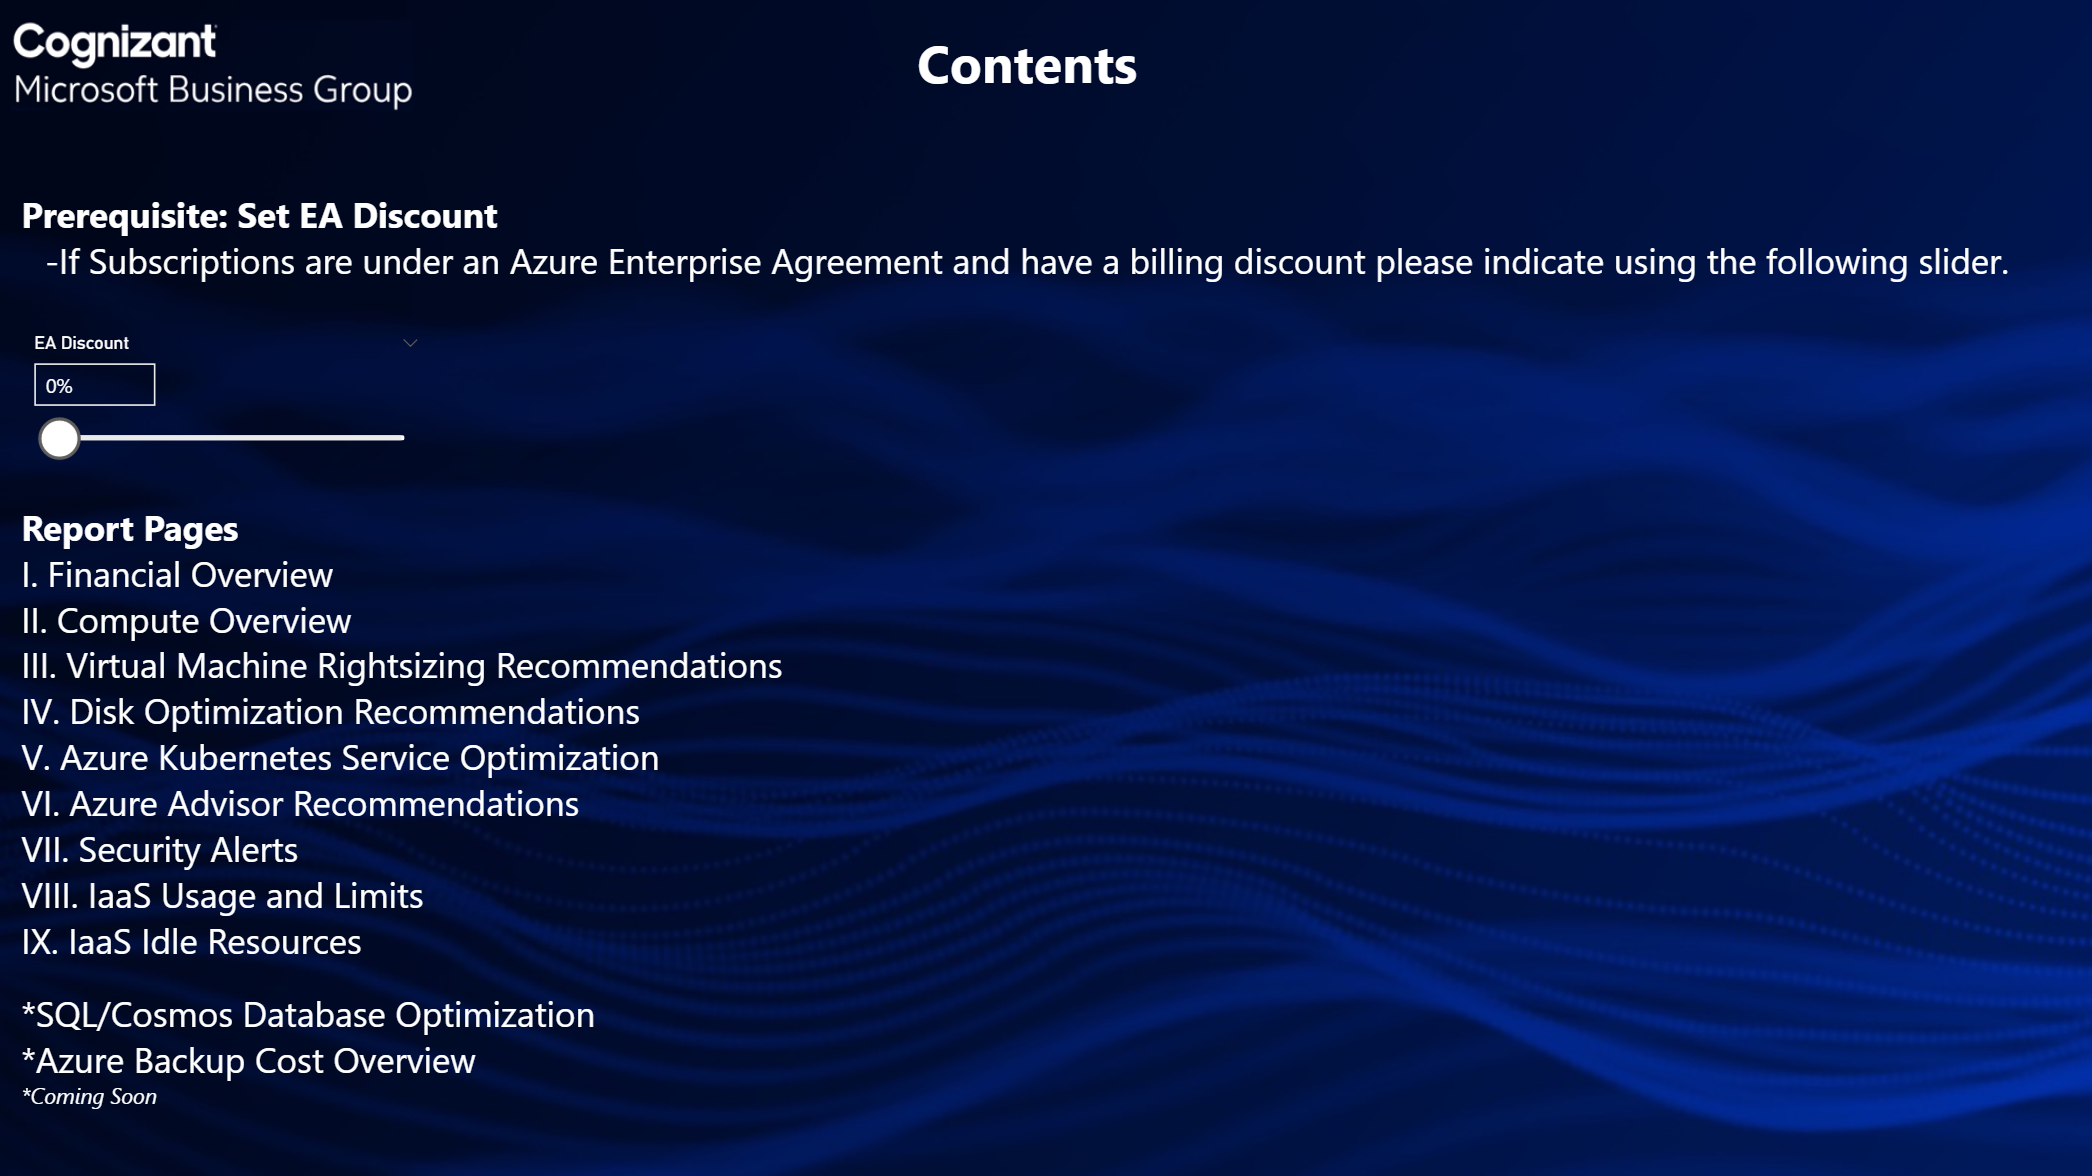 Cognizant
Microsoft Business Group
Contents
Prerequisite: Set EA Discount
-If Subscriptions are under an Azure Enterprise Agreement and have a billing discount please indicate using the following slider.
EA Discount
0%
Report Pages
I. Financial Overview
II. Compute Overview
III. Virtual Machine Rightsizing Recommendations
IV. Disk Optimization Recommendations
V. Azure Kubernetes Service Optimization
VI. Azure Advisor Recommendations
VII. Security Alerts
VIII. IaaS Usage and Limits
IX. IaaS Idle Resources
*SQL/Cosmos Database Optimization
*Azure Backup Cost Overview
*Coming Soon